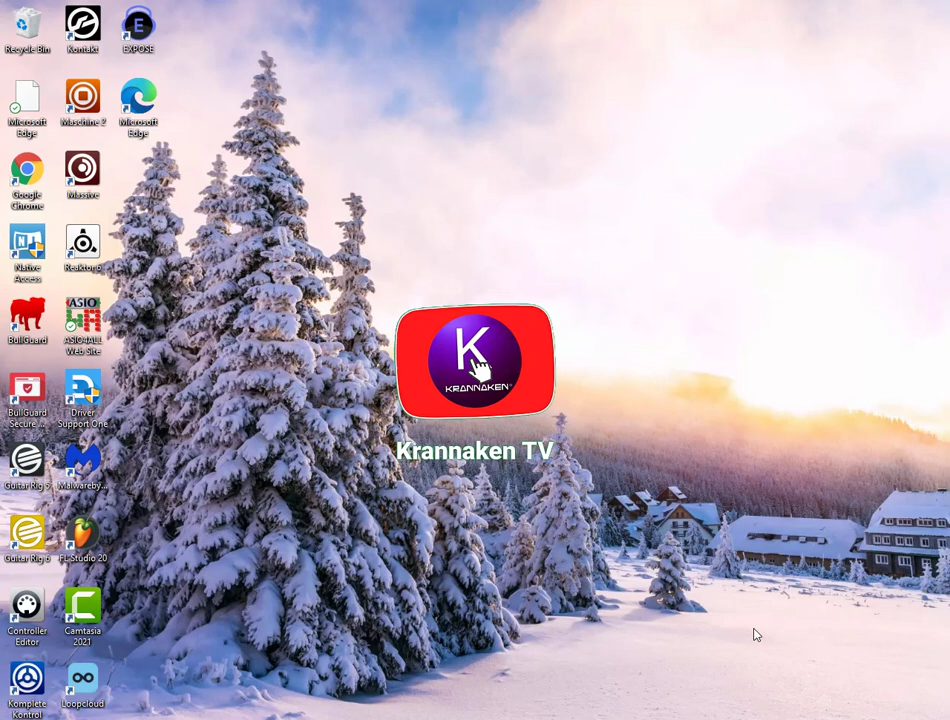 Recycle Bin
Kontakt
E
EXPOSE
Microsoft
Edge
Maschine 2
Microsoft
Edge
Google
Chrome
Massive
Native
Access
Reaktor 6
BullGuard
ASIO
ASIO4ALL
Web Site
BullGuard
Secure ...
Driver
Support One
Guitar Rig 5
Malwareby...
Guitar Rig 6
FL Studio 20
Controller
Editor
Camtasia
2021
Komplete
Kontrol
Loopcloud
K
KRANNAKEN
Krannaken TV